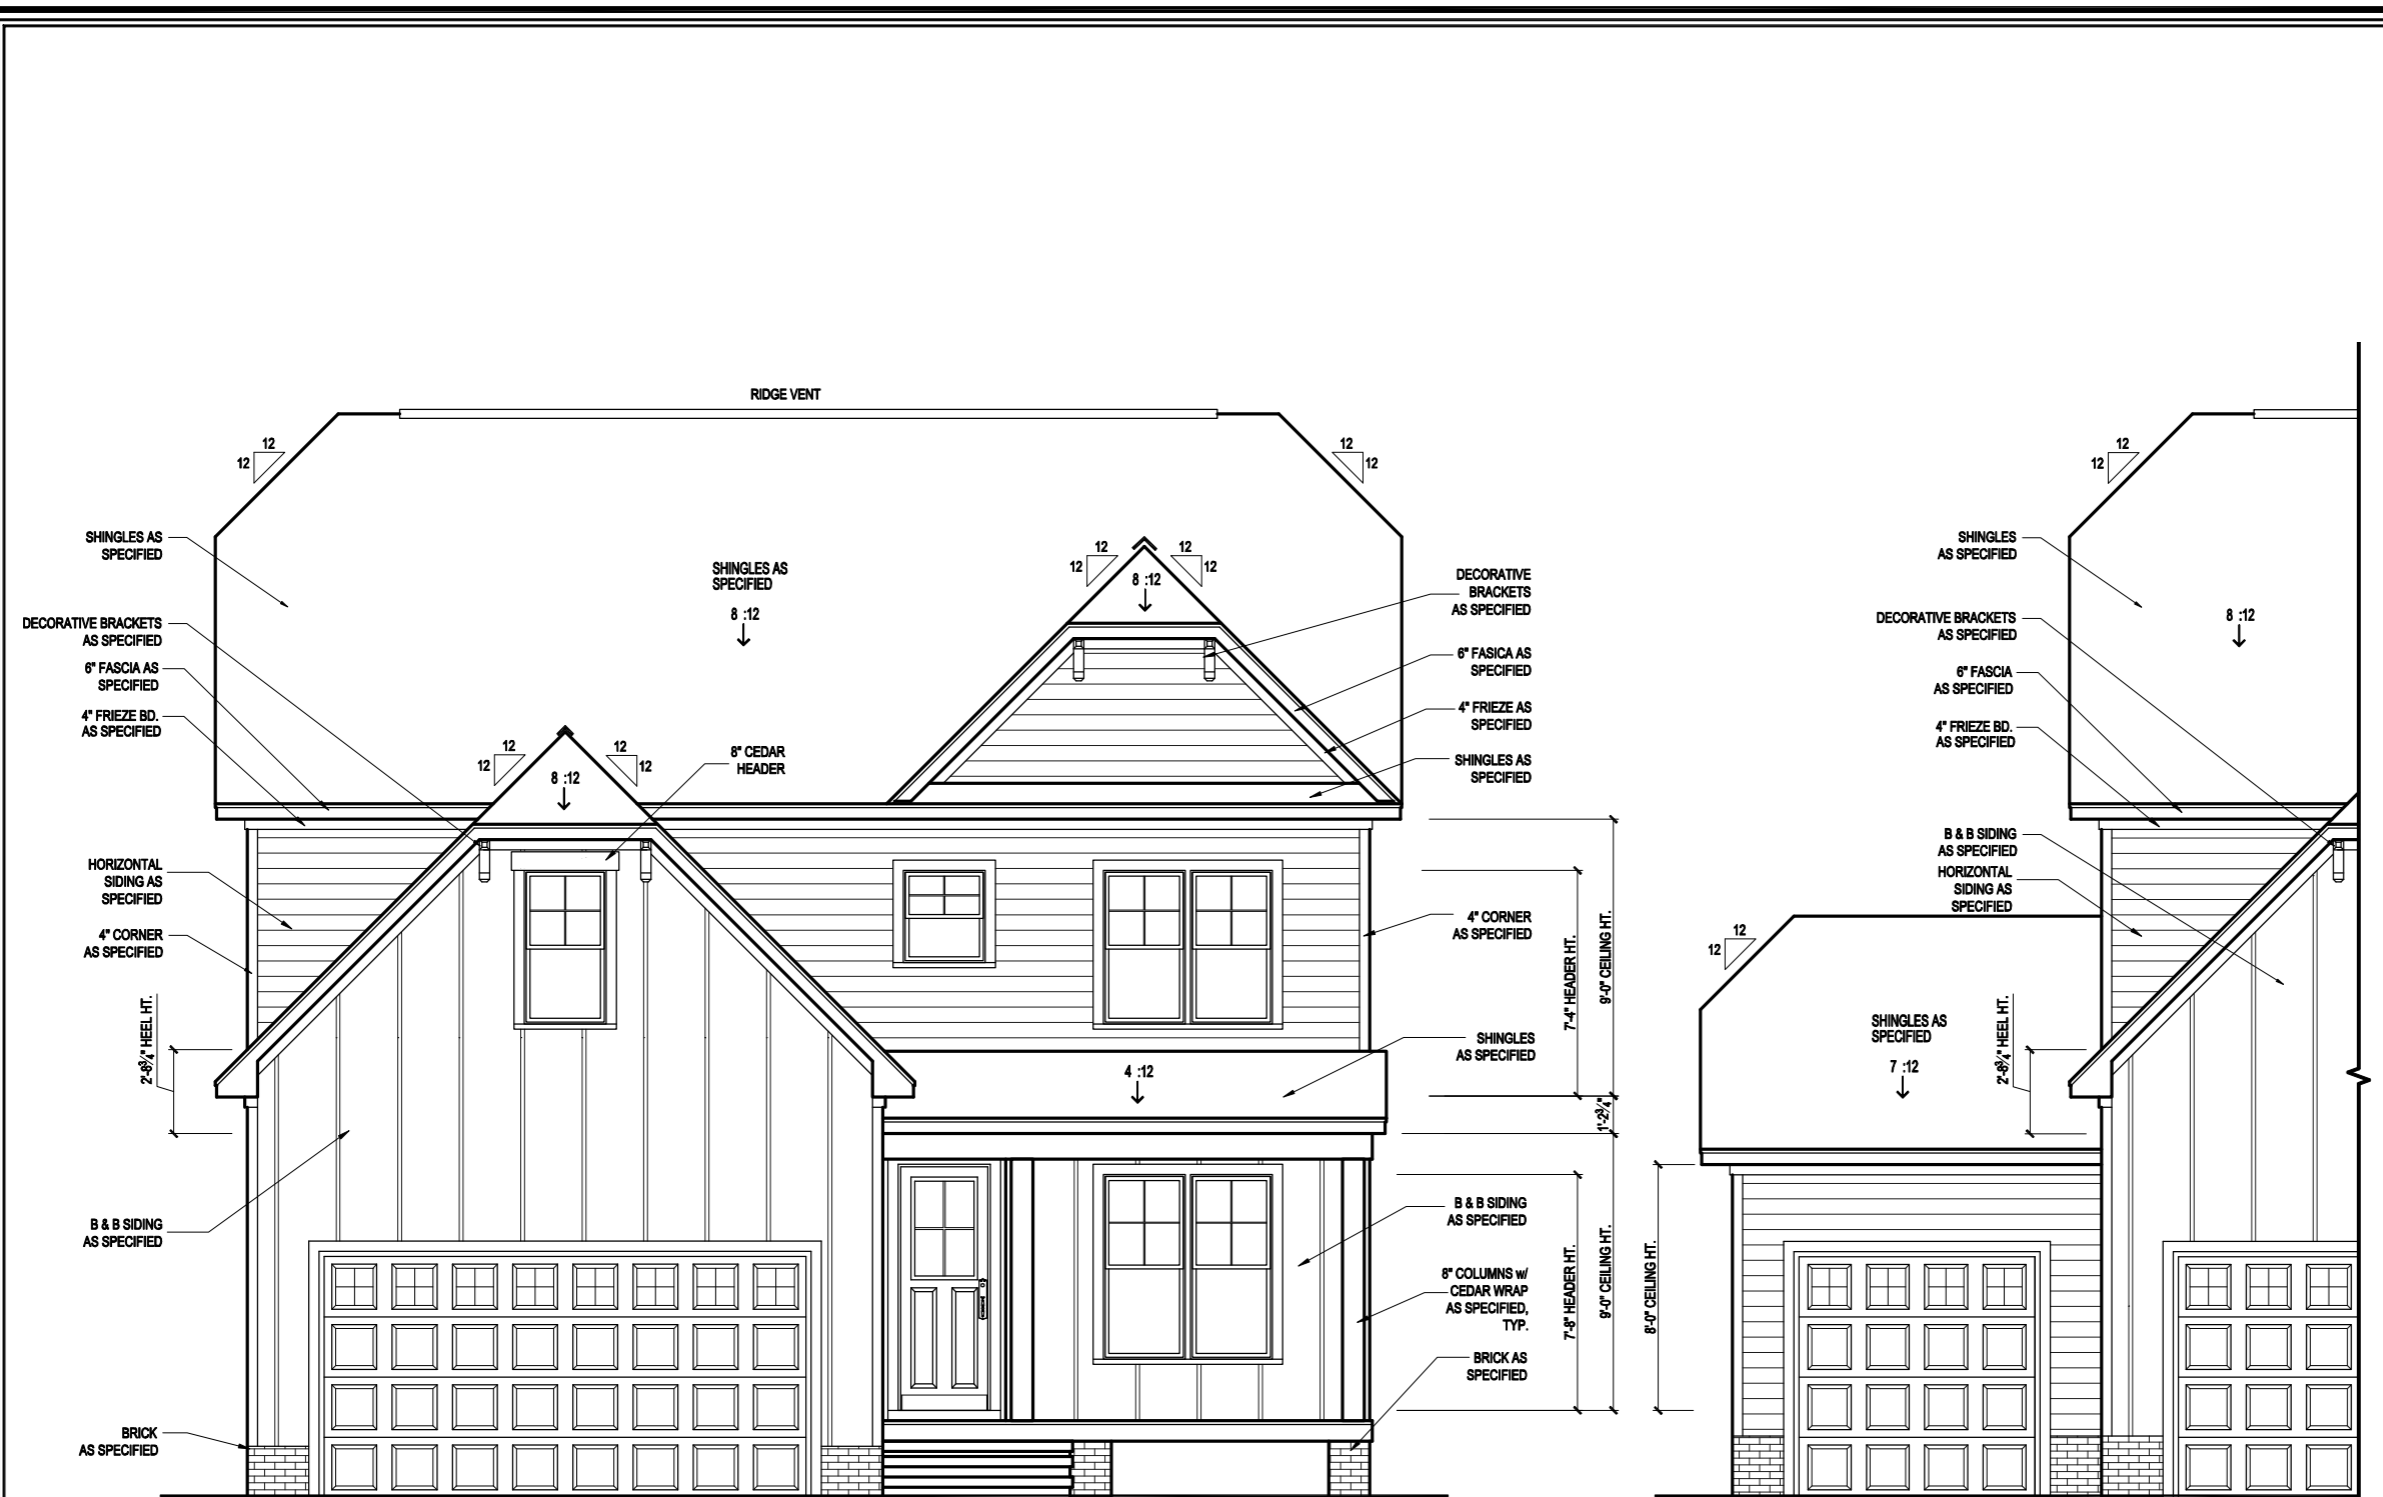 RIDGE VENT
12
12
12
12
12
12
SHINGLES AS
SPECIFIED
SHINGLES AS
SPECIFIED
8 :12
12
12
12
12
8 :12
DECORATIVE
BRACKETS
AS SPECIFIED
SHINGLES
AS SPECIFIED
8 :12
DECORATIVE BRACKETS
AS SPECIFIED
DECORATIVE BRACKETS
AS SPECIFIED
6" FASCIA AS
SPECIFIED
6" FASICA AS
SPECIFIED
6" FASCIA
AS SPECIFIED
4" FRIEZE BD.
AS SPECIFIED
4" FRIEZE AS
SPECIFIED
4" FRIEZE BD.
AS SPECIFIED
12
12
12
12
8 :12
8" CEDAR
HEADER
SHINGLES AS
SPECIFIED
B & B SIDING
AS SPECIFIED
HORIZONTAL
SIDING AS
SPECIFIED
HORIZONTAL
SIDING AS
SPECIFIED
4" CORNER
AS SPECIFIED
4" CORNER
AS SPECIFIED
12
12
7'-4" HEADER HT.
9'-0" CEILING HT.
2'-8¾" HEEL HT.
2'-8¾" HEEL HT.
SHINGLES AS
SPECIFIED
7 :12
SHINGLES
AS SPECIFIED
4 :12
1'-2¾"
B & B SIDING
AS SPECIFIED
B & B SIDING
AS SPECIFIED
7'-8" HEADER HT.
9'-0" CEILING HT.
8'-0" CEILING HT.
8" COLUMNS w/
CEDAR WRAP
AS SPECIFIED,
TYP.
BRICK AS
SPECIFIED
BRICK
AS SPECIFIED